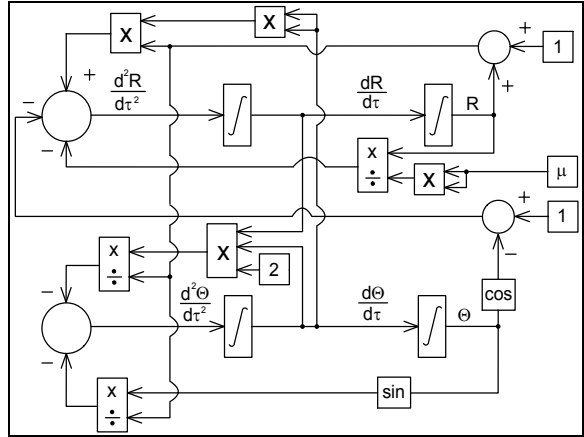 X X
+ 1
+
+ d²R/dτ² dR/dτ R
−
−
x ÷ X μ
+ 1
−
x ÷ X 2
− d²Θ/dτ² dΘ/dτ Θ cos
−
x ÷ sin